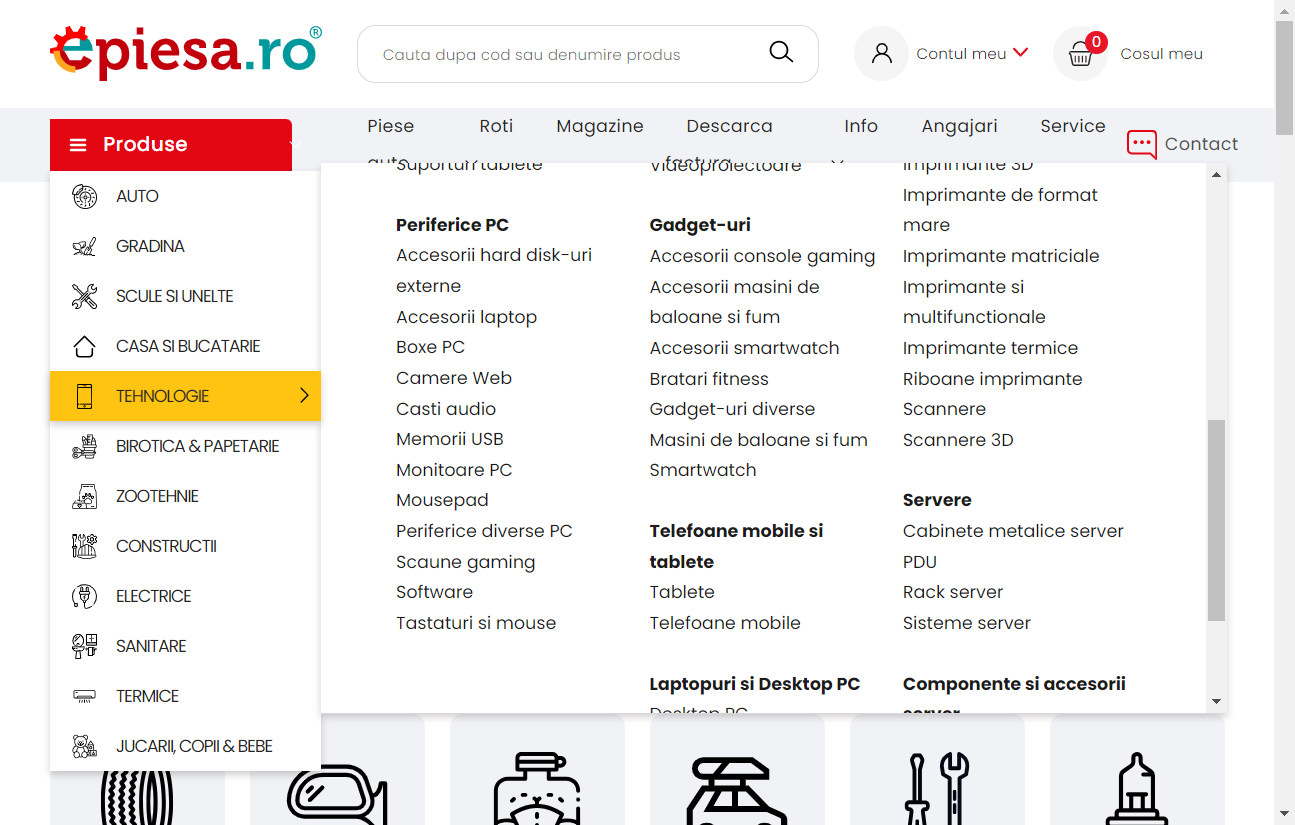 epiesa.ro®
Cauta dupa cod sau denumire produs
Contul meu
0
Cosul meu
Produse
Piese
Roti
Magazine
Descarca
Info
Angajari
Service
Contact
auto
factura
AUTO
GRADINA
SCULE SI UNELTE
CASA SI BUCATARIE
TEHNOLOGIE
BIROTICA & PAPETARIE
ZOOTEHNIE
CONSTRUCTII
ELECTRICE
SANITARE
TERMICE
JUCARII, COPII & BEBE
Suporturi tablete
Periferice PC
Accesorii hard disk-uri
externe
Accesorii laptop
Boxe PC
Camere Web
Casti audio
Memorii USB
Monitoare PC
Mousepad
Periferice diverse PC
Scaune gaming
Software
Tastaturi si mouse
Videoproiectoare
Gadget-uri
Accesorii console gaming
Accesorii masini de
baloane si fum
Accesorii smartwatch
Bratari fitness
Gadget-uri diverse
Masini de baloane si fum
Smartwatch
Telefoane mobile si
tablete
Tablete
Telefoane mobile
Laptopuri si Desktop PC
Desktop PC
Imprimante 3D
Imprimante de format
mare
Imprimante matriciale
Imprimante si
multifunctionale
Imprimante termice
Riboane imprimante
Scannere
Scannere 3D
Servere
Cabinete metalice server
PDU
Rack server
Sisteme server
Componente si accesorii
server